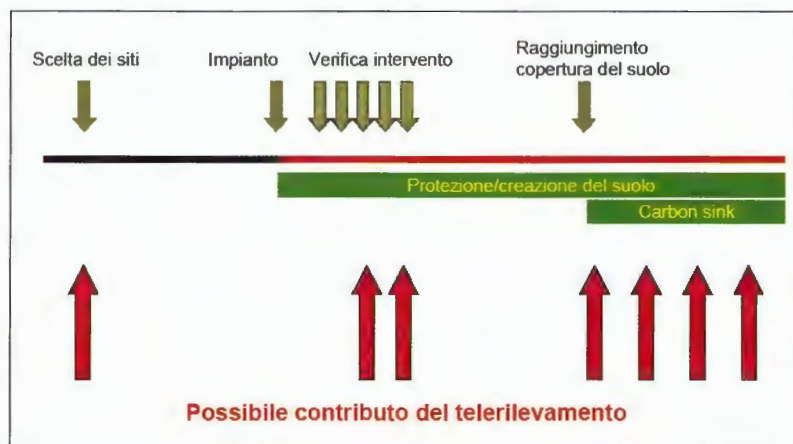 Scelta dei siti
Impianto
Verifica intervento
Raggiungimento
copertura del suolo
Protezione/creazione del suolo
Carbon sink
Possibile contributo del telerilevamento